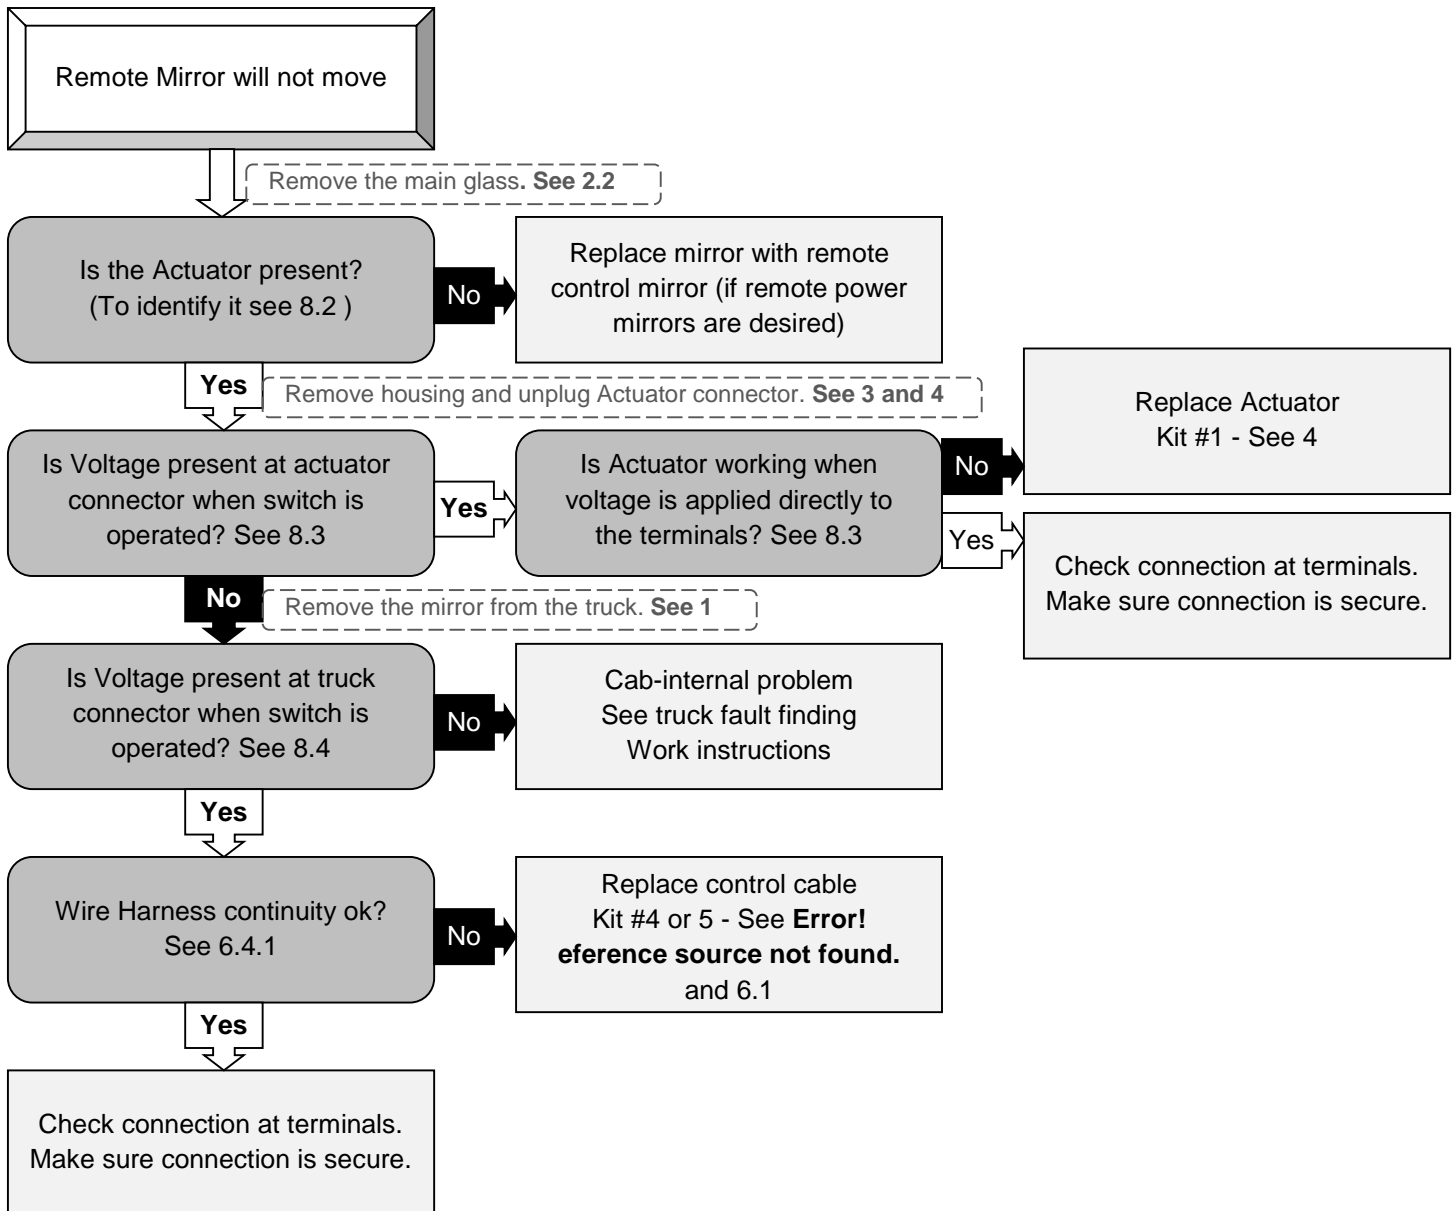 Remote Mirror will not move
Remove the main glass. See 2.2
Is the Actuator present?
(To identify it see 8.2 )
No
Replace mirror with remote
control mirror (if remote power
mirrors are desired)
Yes
Remove housing and unplug Actuator connector. See 3 and 4
Is Voltage present at actuator
connector when switch is
operated? See 8.3
Yes
Is Actuator working when
voltage is applied directly to
the terminals? See 8.3
No
Replace Actuator
Kit #1 - See 4
Yes
Check connection at terminals.
Make sure connection is secure.
No
Remove the mirror from the truck. See 1
Is Voltage present at truck
connector when switch is
operated? See 8.4
No
Cab-internal problem
See truck fault finding
Work instructions
Yes
Wire Harness continuity ok?
See 6.4.1
No
Replace control cable
Kit #4 or 5 - See Error!
eference source not found.
and 6.1
Yes
Check connection at terminals.
Make sure connection is secure.